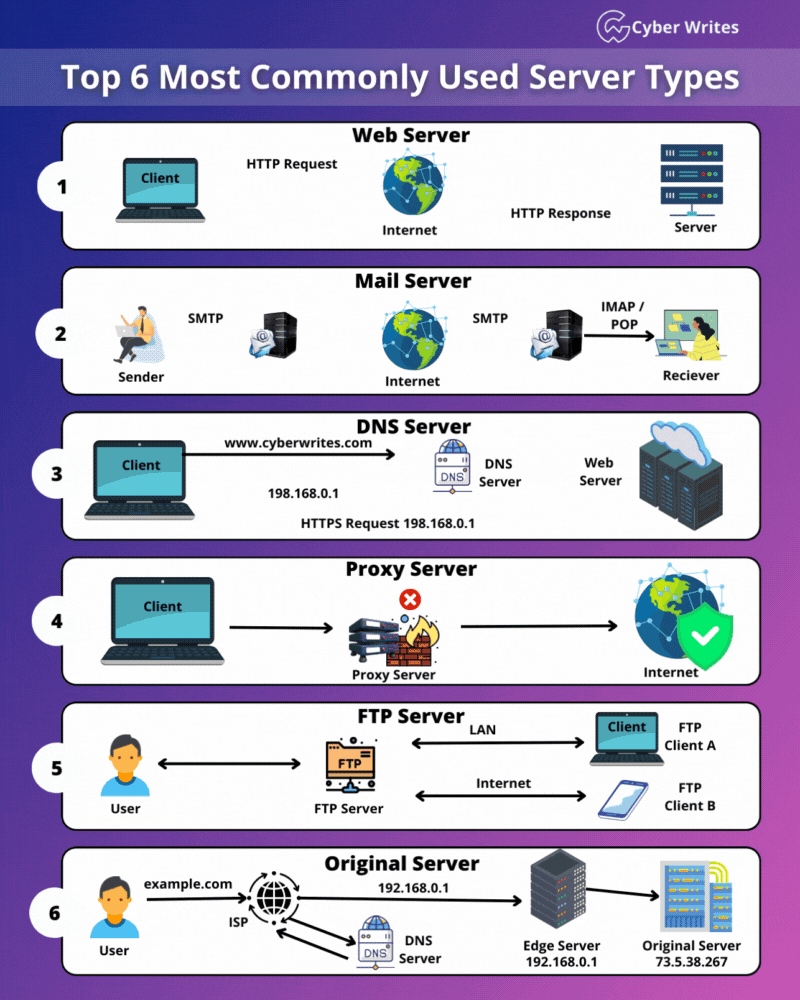 Cyber Writes
Top 6 Most Commonly Used Server Types
1
Web Server
Client
HTTP Request
Internet
HTTP Response
Server
2
Mail Server
Sender
SMTP
@
Internet
SMTP
@
IMAP /
POP
Reciever
3
DNS Server
Client
www.cyberwrites.com
198.168.0.1
HTTPS Request 198.168.0.1
DNS
DNS
Server
Web
Server
4
Proxy Server
Client
Proxy Server
Internet
5
FTP Server
User
FTP
FTP Server
LAN
Client
FTP
Client A
Internet
FTP
Client B
6
Original Server
User
example.com
ISP
192.168.0.1
DNS
DNS
Server
Edge Server
192.168.0.1
Original Server
73.5.38.267